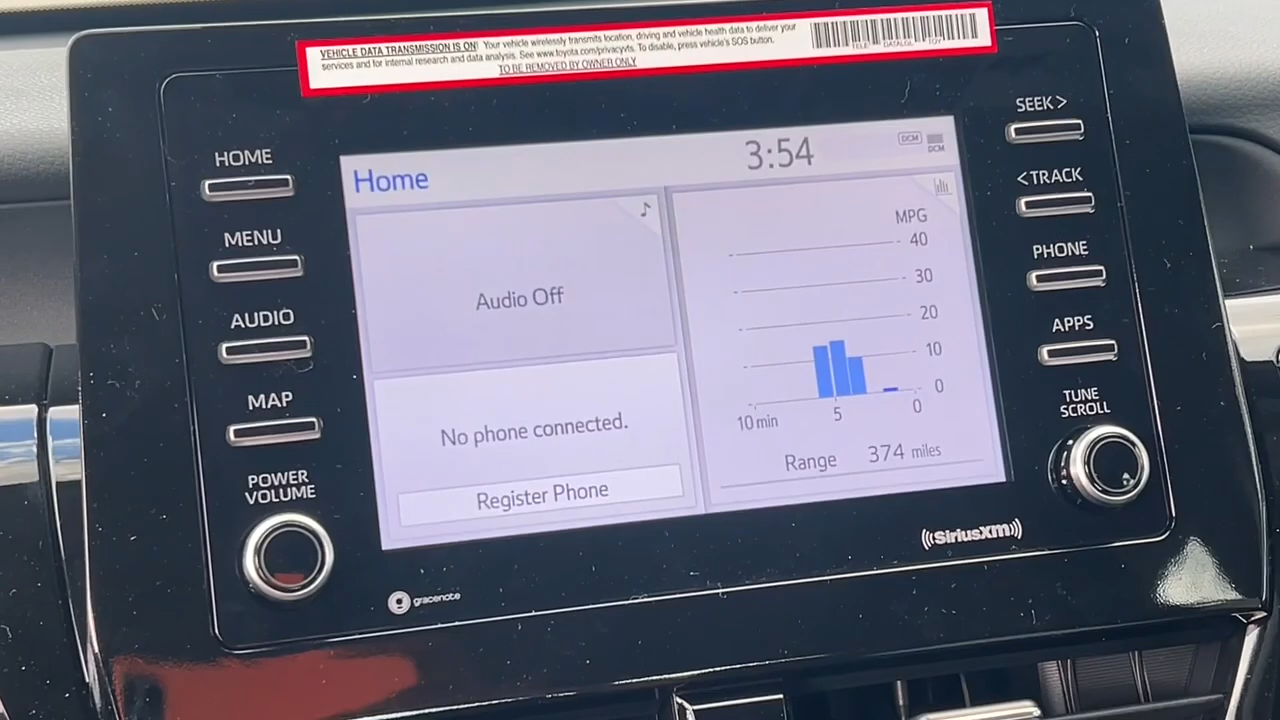 VEHICLE DATA TRANSMISSION IS ON! Your vehicle wirelessly transmits location, driving and vehicle health data to deliver your
services and for internal research and data analysis. See www.toyota.com/privacyvts. To disable, press vehicle's SOS button.
TO BE REMOVED BY OWNER ONLY
TELE DATALGL TOY
HOME
MENU
AUDIO
MAP
POWER
VOLUME
Home
3:54
DCM
DCM
Audio Off
No phone connected.
Register Phone
MPG
40
30
20
10
0
10 min
5
0
Range 374 miles
SEEK >
< TRACK
PHONE
APPS
TUNE
SCROLL
gracenote
((SiriusXM))